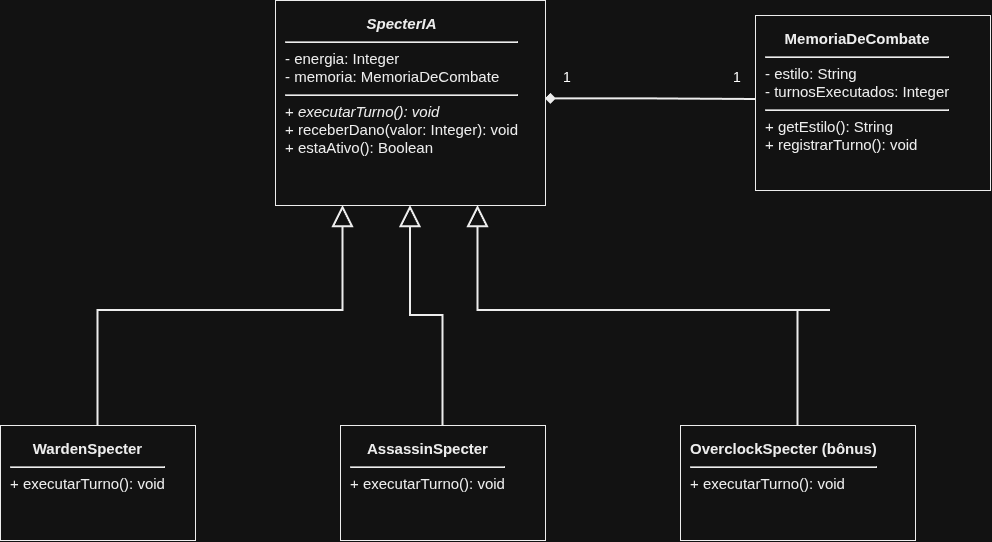 SpecterIA
- energia: Integer
- memoria: MemoriaDeCombate
+ executarTurno(): void
+ receberDano(valor: Integer): void
+ estaAtivo(): Boolean
1
1
MemoriaDeCombate
- estilo: String
- turnosExecutados: Integer
+ getEstilo(): String
+ registrarTurno(): void
WardenSpecter
+ executarTurno(): void
AssassinSpecter
+ executarTurno(): void
OverclockSpecter (bônus)
+ executarTurno(): void